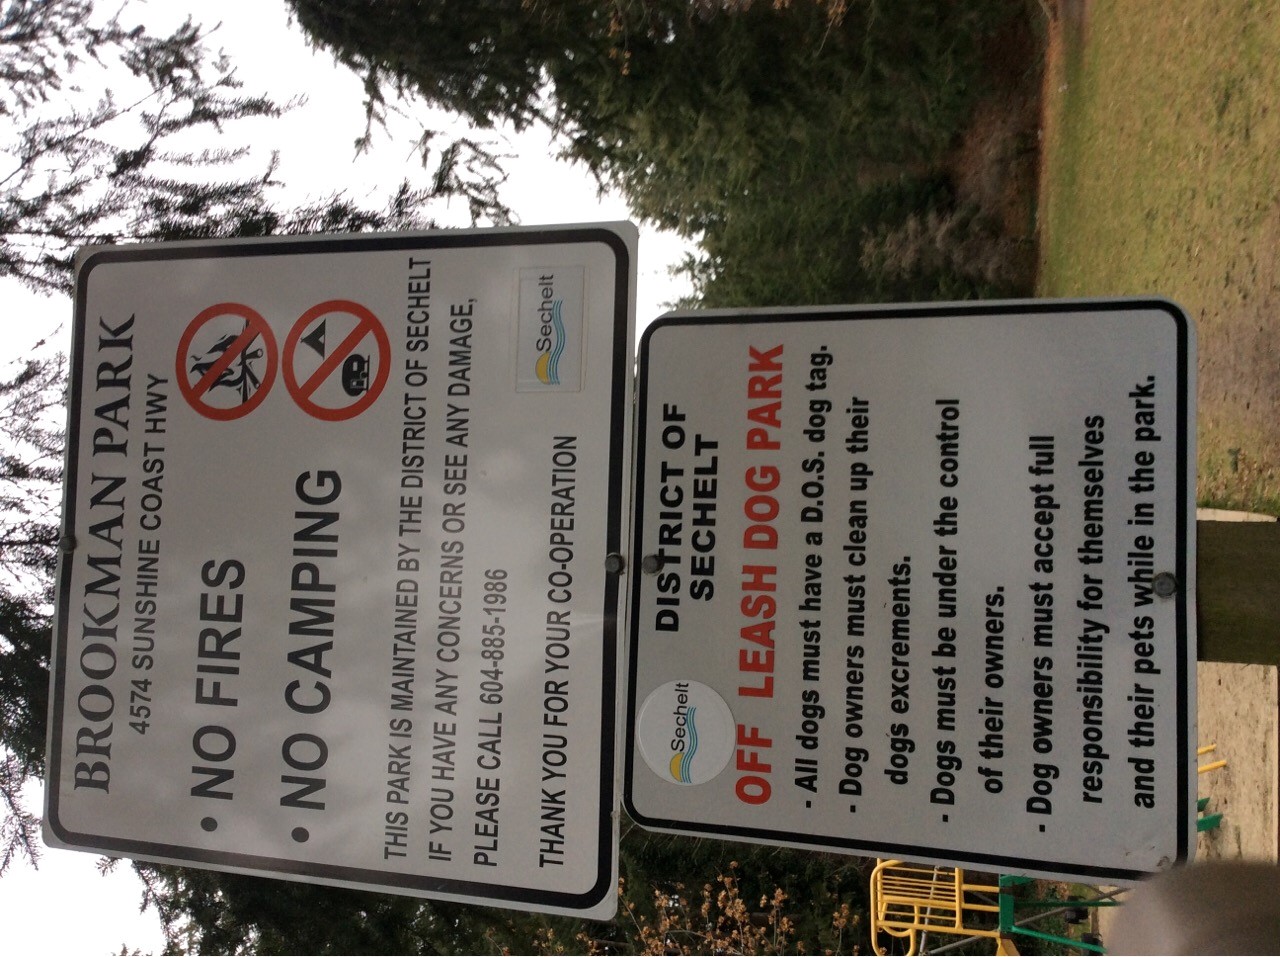 BROOKMAN PARK
4574 SUNSHINE COAST HWY
• NO FIRES
• NO CAMPING
THIS PARK IS MAINTAINED BY THE DISTRICT OF SECHELT
IF YOU HAVE ANY CONCERNS OR SEE ANY DAMAGE,
PLEASE CALL 604-885-1986
THANK YOU FOR YOUR CO-OPERATION
Sechelt
Sechelt
DISTRICT OF
SECHELT
OFF LEASH DOG PARK
- All dogs must have a D.O.S. dog tag.
- Dog owners must clean up their
dogs excrements.
- Dogs must be under the control
of their owners.
- Dog owners must accept full
responsibility for themselves
and their pets while in the park.